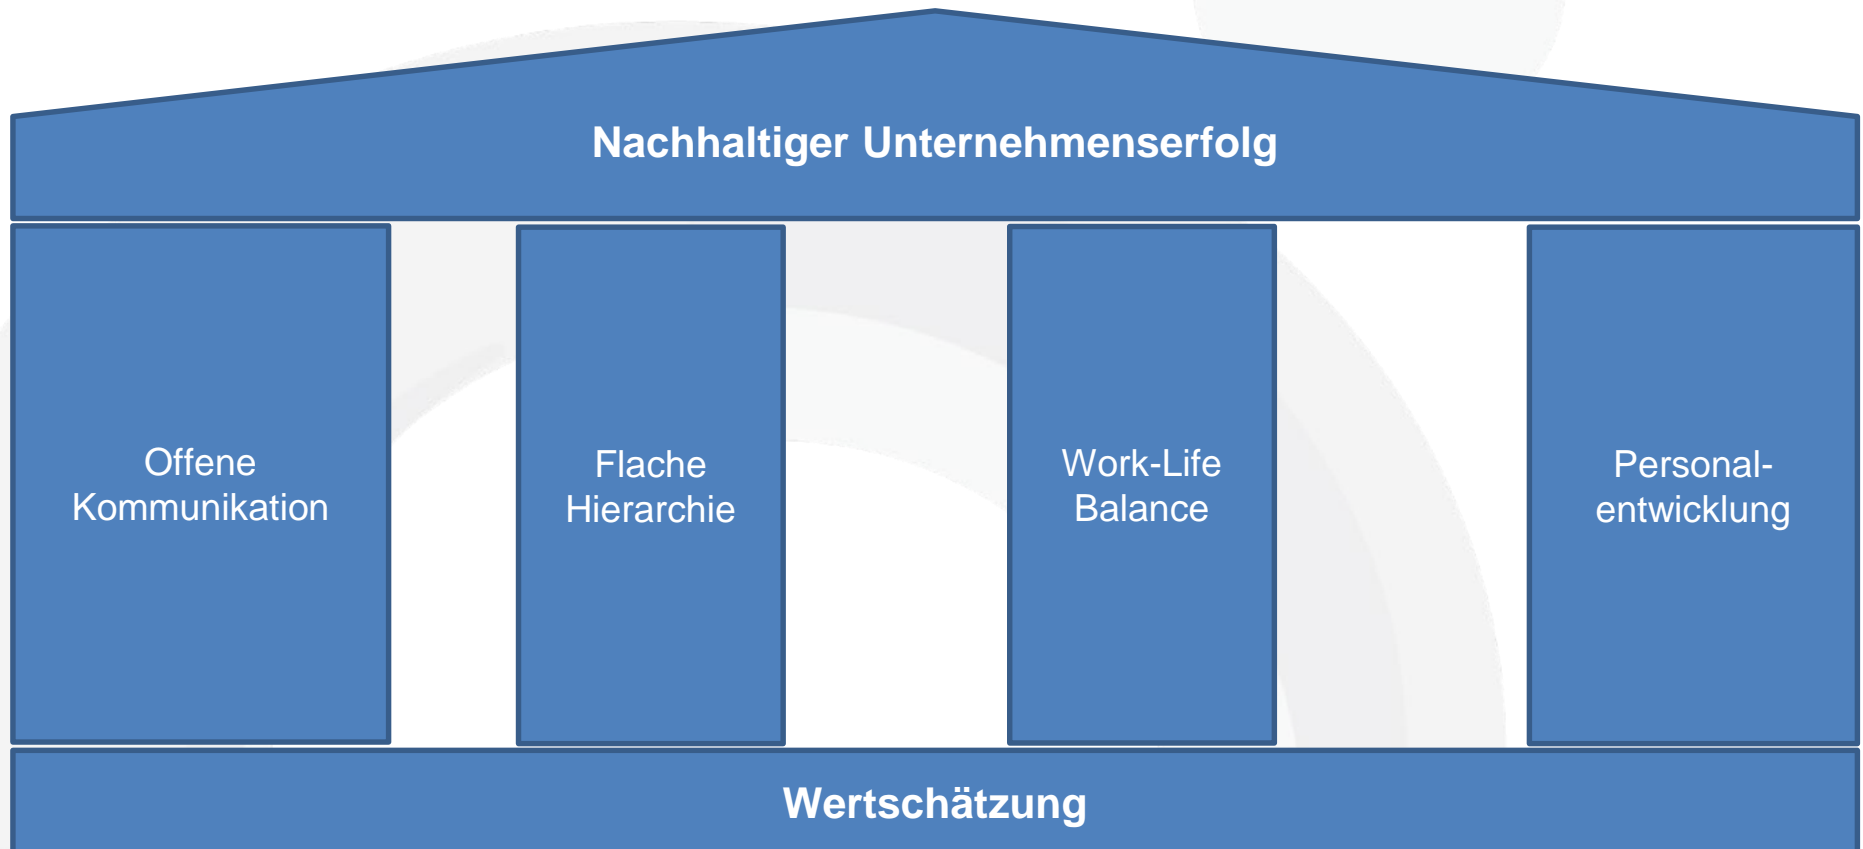 Nachhaltiger Unternehmenserfolg
Offene
Kommunikation
Flache
Hierarchie
Work-Life
Balance
Personal-
entwicklung
Wertschätzung